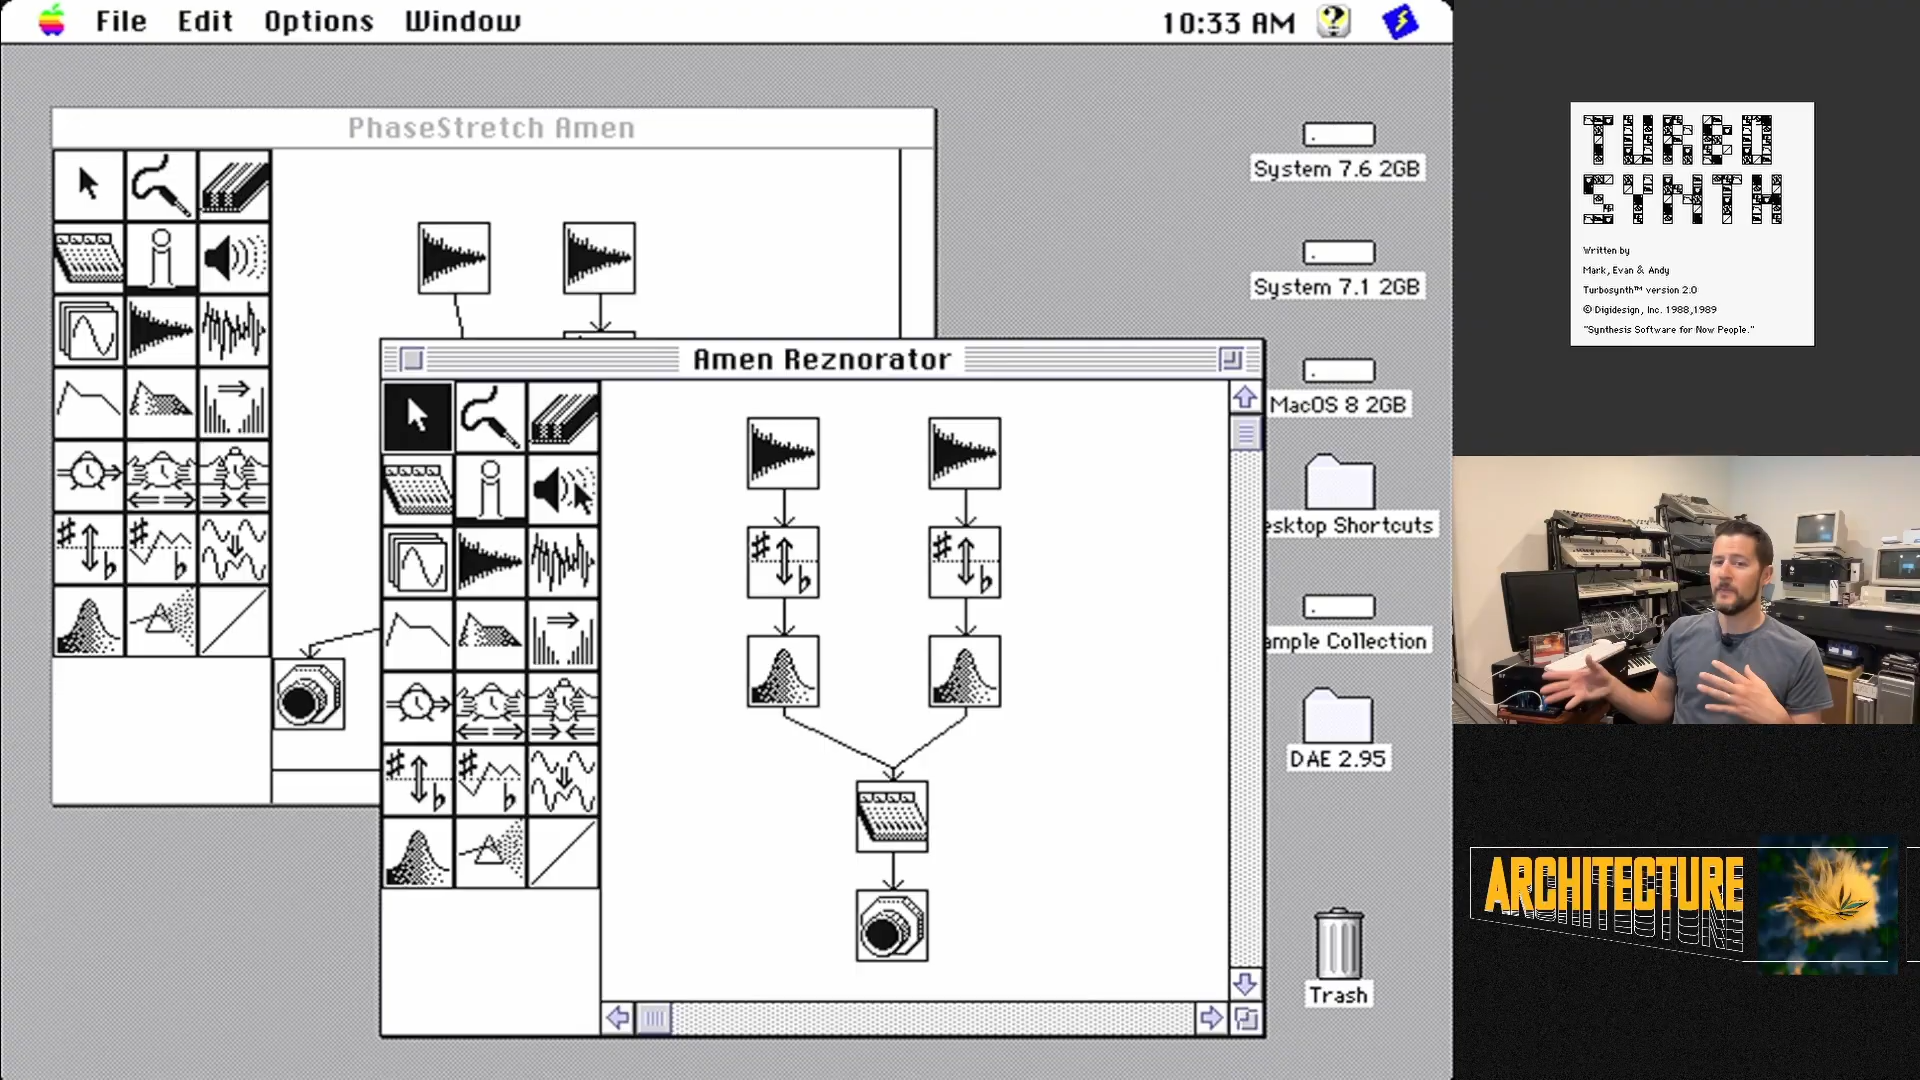 File Edit Options Window 10:33 AM
PhaseStretch Amen
Amen Reznorator
System 7.6 2GB
System 7.1 2GB
MacOS 8 2GB
esktop Shortcuts
ample Collection
DAE 2.95
Trash
TURBO
SYNTH
Written by
Mark, Evan & Andy
Turbosynth™ version 2.0
© Digidesign, Inc. 1988,1989
"Synthesis Software for Now People."
ARCHITECTURE